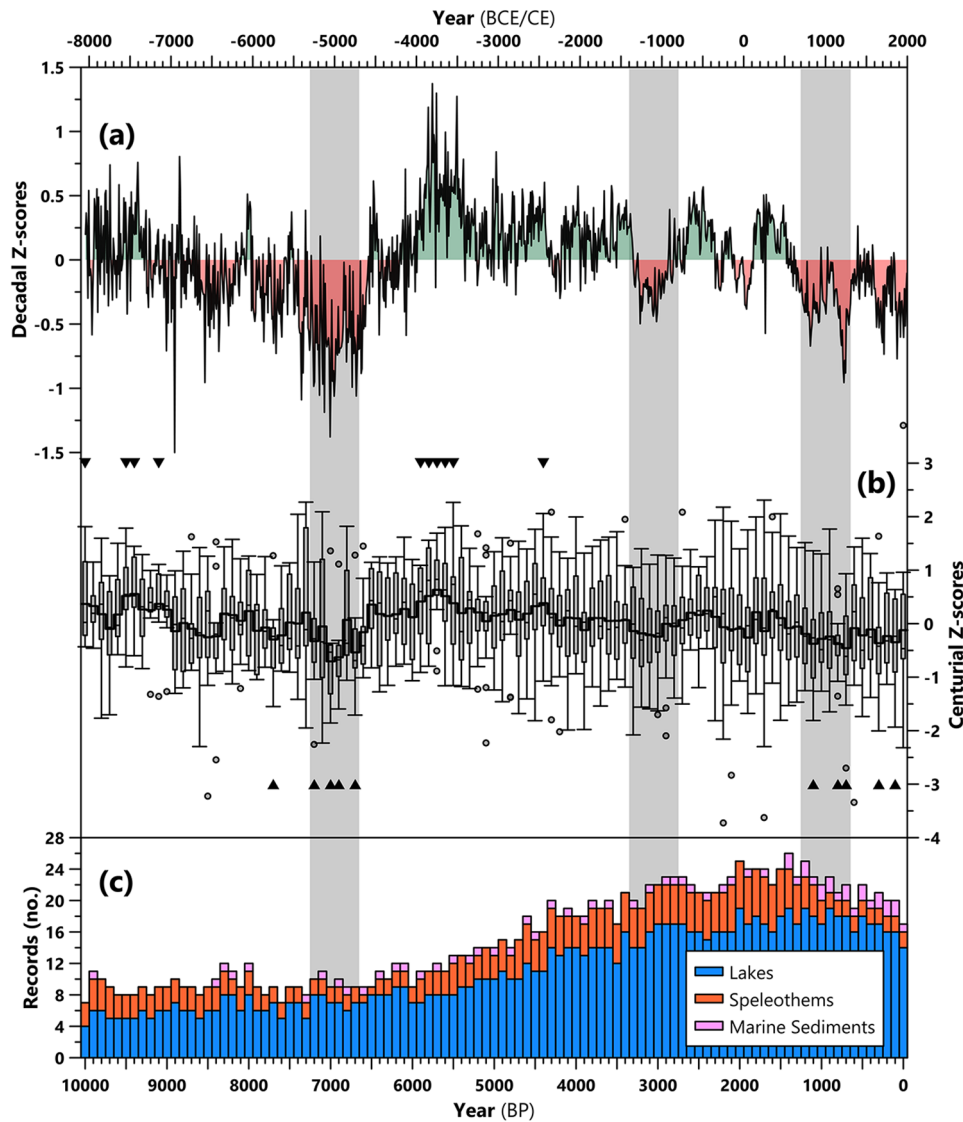 Year (BCE/CE)
-8000 -7000 -6000 -5000 -4000 -3000 -2000 -1000 0 1000 2000
(a)
Decadal Z-scores
1.5
1
0.5
0
-0.5
-1
-1.5
(b)
Centurial Z-scores
3
2
1
0
-1
-2
-3
-4
(c)
Records (no.)
28
24
20
16
12
8
4
0
Lakes
Speleothems
Marine Sediments
10000 9000 8000 7000 6000 5000 4000 3000 2000 1000 0
Year (BP)